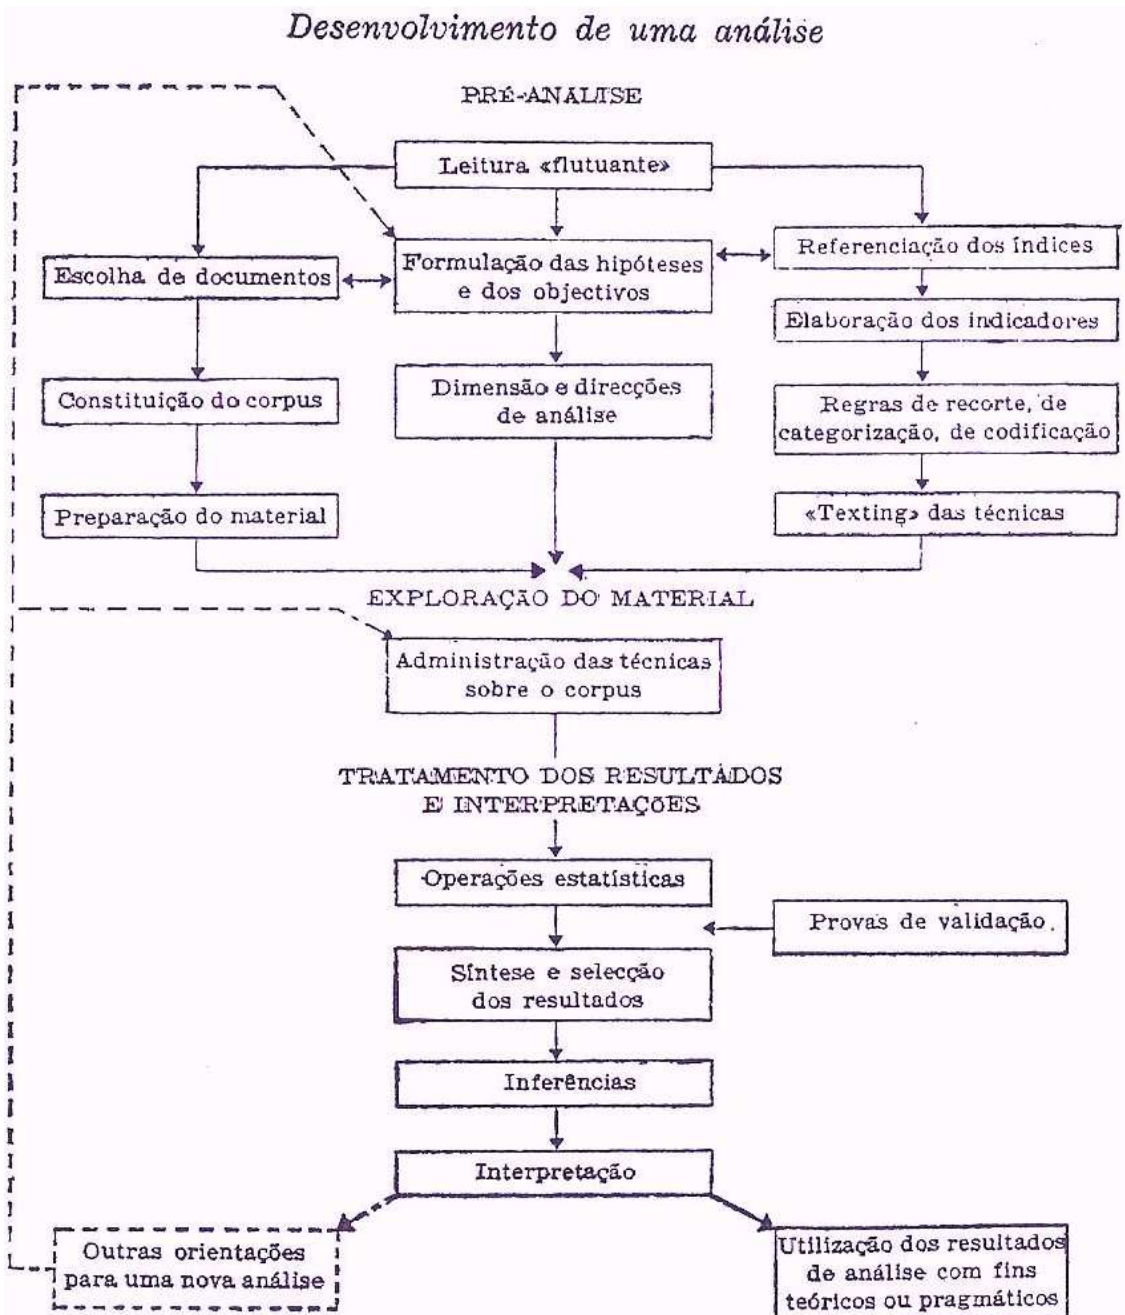 Desenvolvimento de uma análise
PRÉ-ANÁLISE
Leitura «flutuante»
Escolha de documentos
Formulação das hipóteses
e dos objectivos
Referenciação dos índices
Elaboração dos indicadores
Constituição do corpus
Dimensão e direcções
de análise
Regras de recorte, de
categorização, de codificação
Preparação do material
«Texting» das técnicas
EXPLORAÇÃO DO MATERIAL
Administração das técnicas
sobre o corpus
TRATAMENTO DOS RESULTADOS
E INTERPRETAÇÕES
Operações estatísticas
Provas de validação.
Síntese e selecção
dos resultados
Inferências
Interpretação
Outras orientações
para uma nova análise
Utilização dos resultados
de análise com fins
teóricos ou pragmáticos